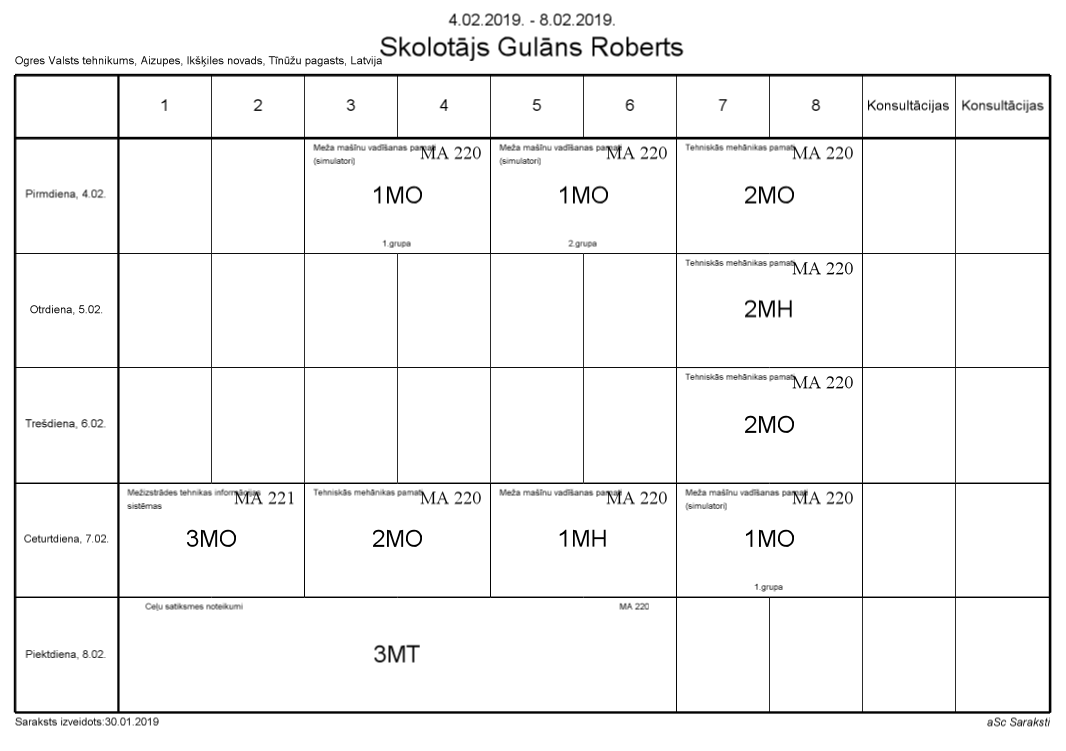 4.02.2019. - 8.02.2019.
Skolotājs Gulāns Roberts
Ogres Valsts tehnikums, Aizupes, Ikšķiles novads, Tīnūžu pagasts, Latvija
1 2 3 4 5 6 7 8 Konsultācijas Konsultācijas
Pirmdiena, 4.02.
Meža mašīnu vadīšanas pamati MA 220
(simulatori)
1MO
1.grupa
Meža mašīnu vadīšanas pamati MA 220
(simulatori)
1MO
2.grupa
Tehniskās mehānikas pamati MA 220
2MO
Otrdiena, 5.02.
Tehniskās mehānikas pamati MA 220
2MH
Trešdiena, 6.02.
Tehniskās mehānikas pamati MA 220
2MO
Ceturtdiena, 7.02.
Mežizstrādes tehnikas informācijas MA 221
sistēmas
3MO
Tehniskās mehānikas pamati MA 220
2MO
Meža mašīnu vadīšanas pamati MA 220
1MH
Meža mašīnu vadīšanas pamati MA 220
(simulatori)
1MO
1.grupa
Piektdiena, 8.02.
Ceļu satiksmes noteikumi MA 220
3MT
Saraksts izveidots:30.01.2019
aSc Saraksti